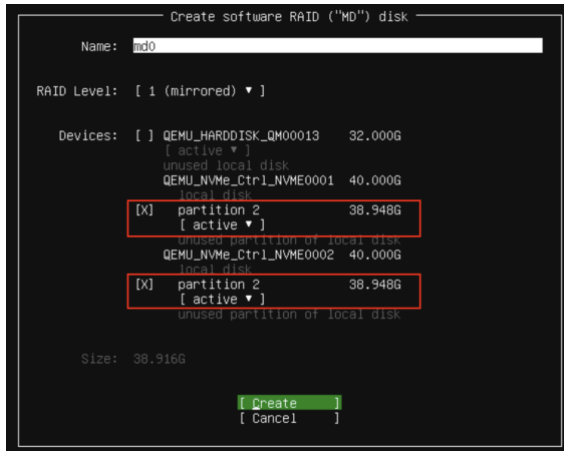 Create software RAID ("MD") disk
Name: md0
RAID Level: [ 1 (mirrored) ▼ ]
Devices: [ ] QEMU_HARDDISK_QM00013 32.000G
[ active ▼ ]
unused local disk
QEMU_NVMe_Ctrl_NVME0001 40.000G
local disk
[X] partition 2 38.948G
[ active ▼ ]
unused partition of local disk
QEMU_NVMe_Ctrl_NVME0002 40.000G
local disk
[X] partition 2 38.948G
[ active ▼ ]
unused partition of local disk
Size: 38.916G
[ Create ]
[ Cancel ]